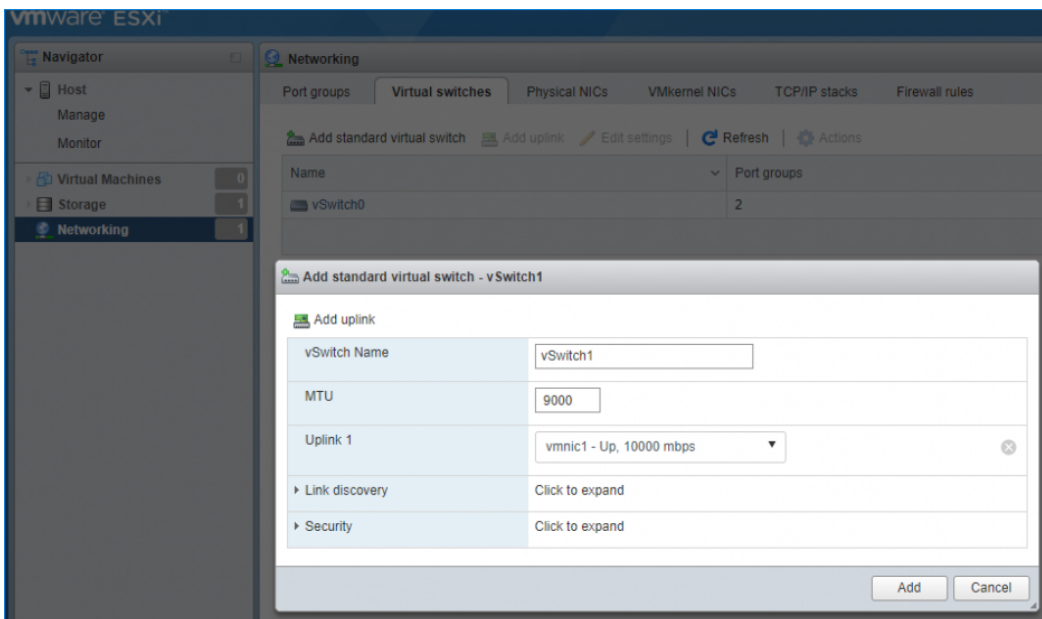 vmware ESXi™
Navigator
Networking
Host
Port groups Virtual switches Physical NICs VMkernel NICs TCP/IP stacks Firewall rules
Manage
Monitor
Add standard virtual switch Add uplink Edit settings Refresh Actions
Virtual Machines 0
Name Port groups
Storage 1
vSwitch0 2
Networking 1
Add standard virtual switch - vSwitch1
Add uplink
vSwitch Name vSwitch1
MTU 9000
Uplink 1 vmnic1 - Up, 10000 mbps
Link discovery Click to expand
Security Click to expand
Add Cancel